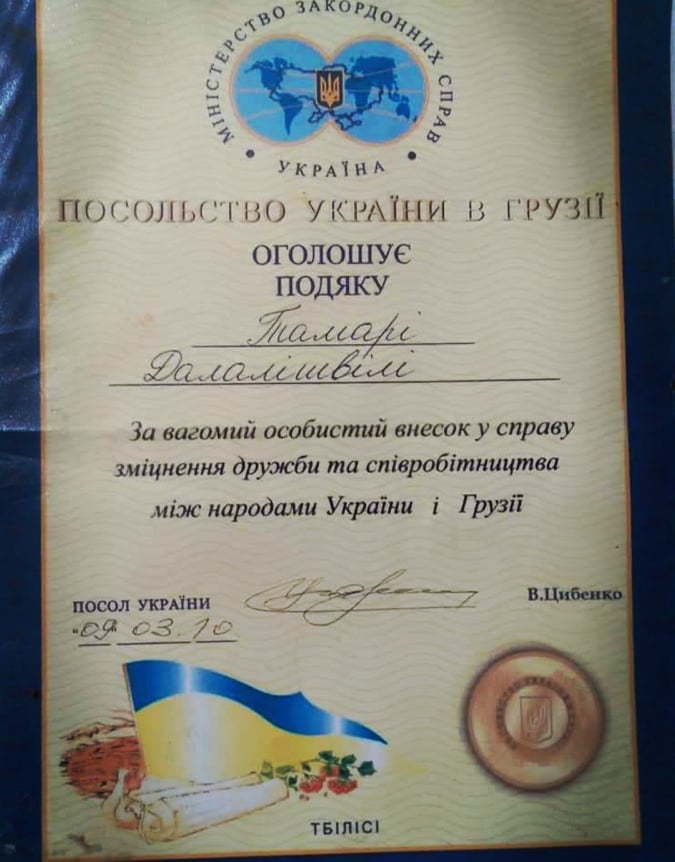 МІНІСТЕРСТВО ЗАКОРДОННИХ СПРАВ
УКРАЇНА
ПОСОЛЬСТВО УКРАЇНИ В ГРУЗІЇ
ОГОЛОШУЄ
ПОДЯКУ
Тамарі
Далалішвілі
За вагомий особистий внесок у справу
зміцнення дружби та співробітництва
між народами України і Грузії
ПОСОЛ УКРАЇНИ
В.Цибенко
"09" 03.10
ТБІЛІСІ